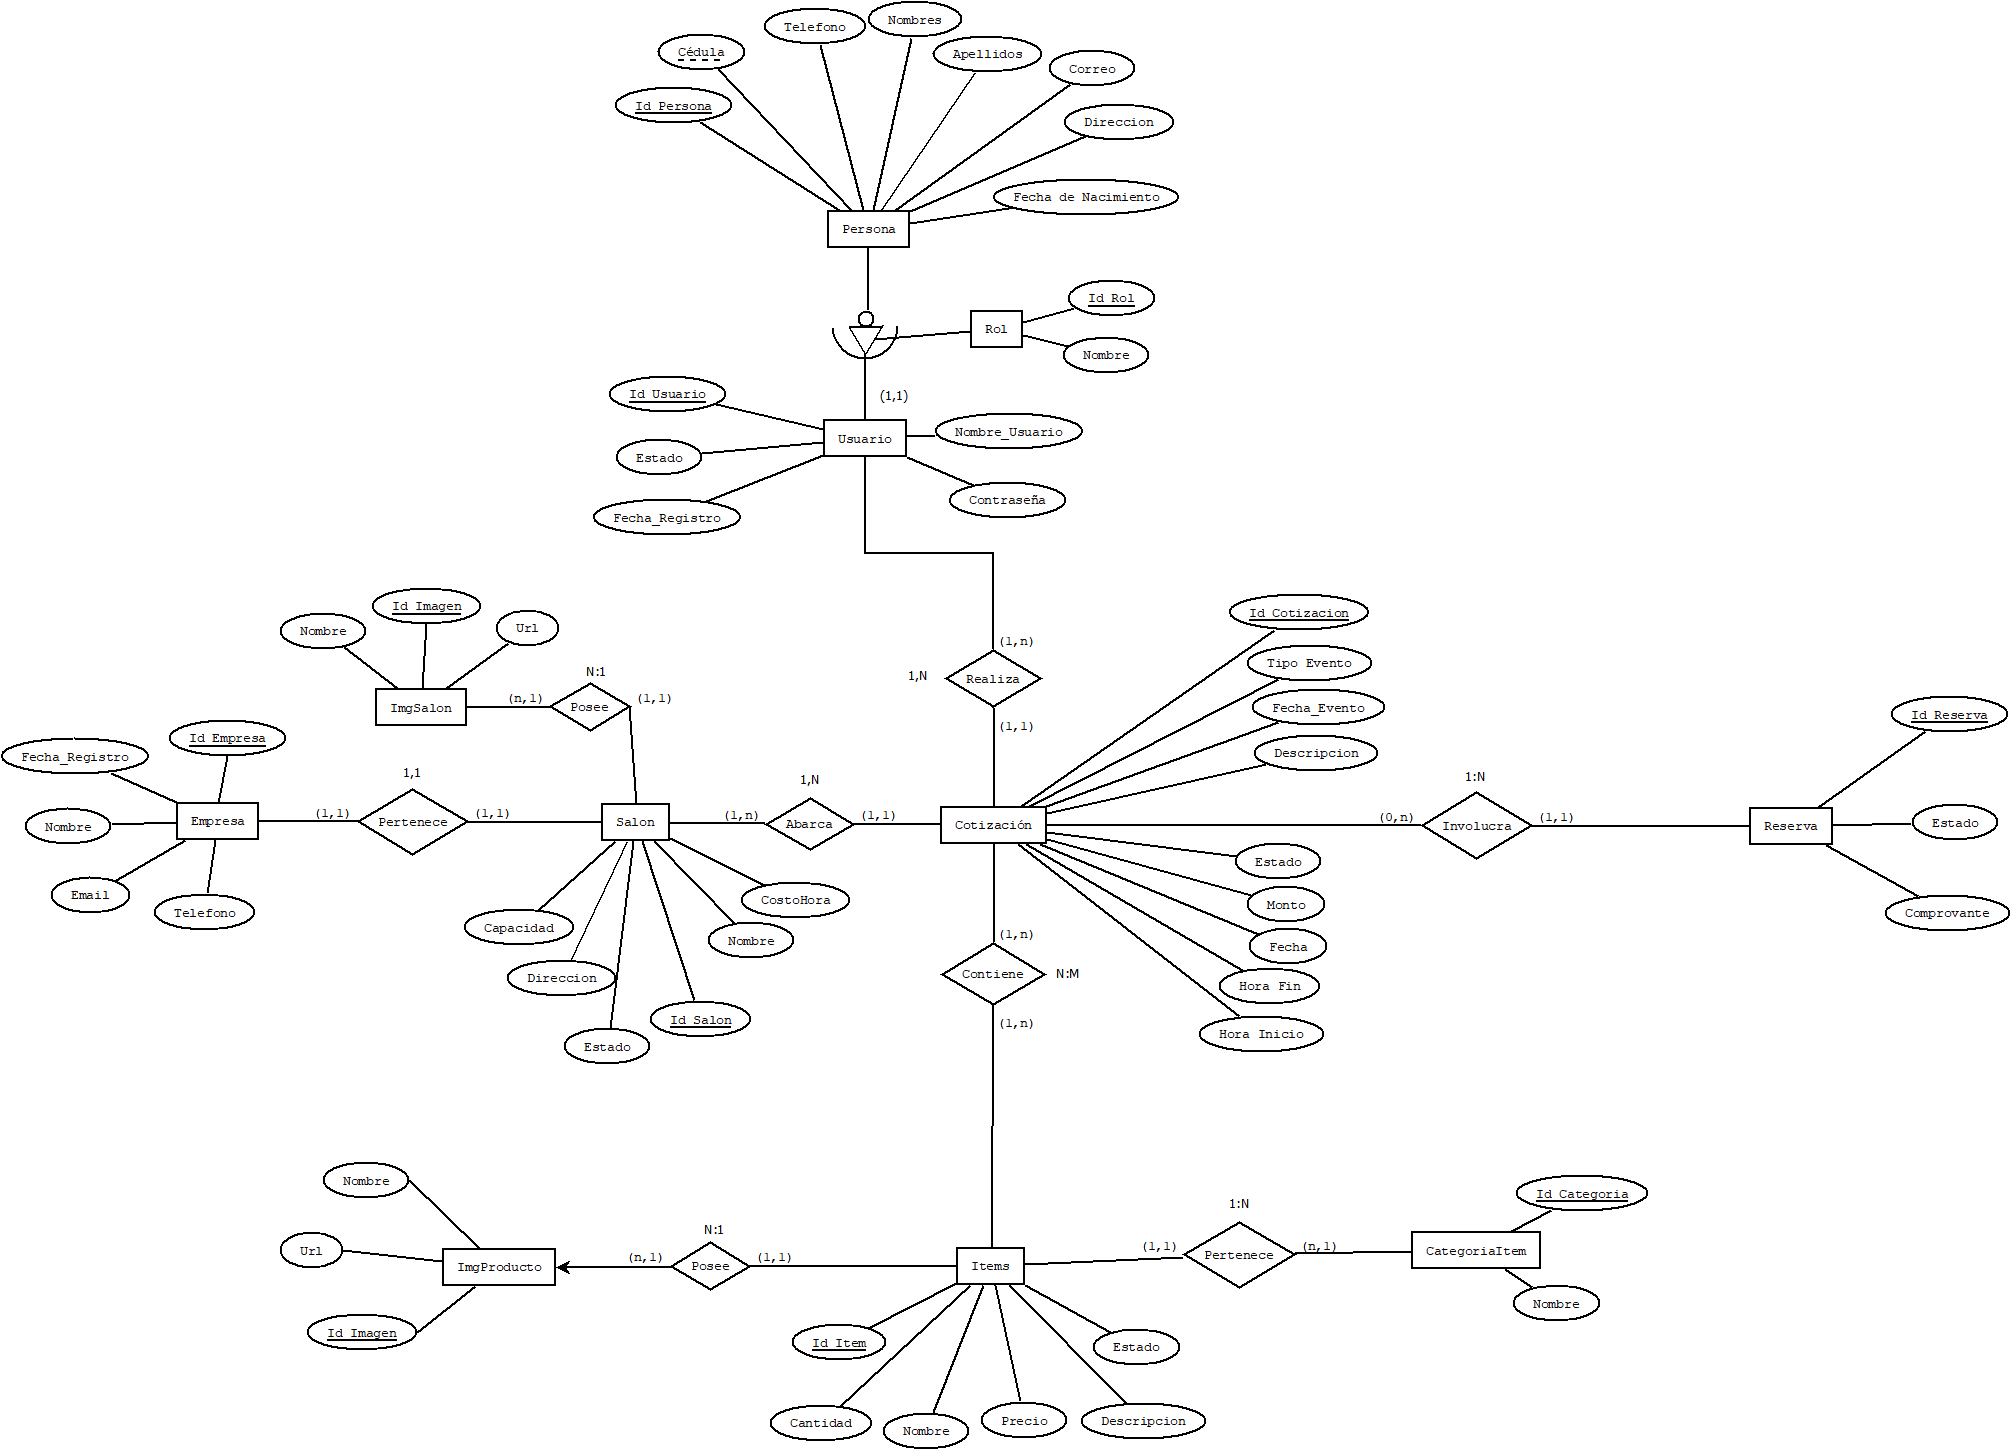 Nombres
Telefono
Cédula
Apellidos
Correo
Id Persona
Direccion
Fecha de Nacimiento
Persona
Id Rol
Rol
Nombre
Id Usuario
(1,1)
Usuario
Nombre_Usuario
Estado
Contraseña
Fecha_Registro
Id Imagen
Nombre
Url
Id Cotizacion
(1,n)
Tipo Evento
N:1
1,N
Realiza
(n,1)
(1,1)
ImgSalon
Posee
Fecha_Evento
Id Reserva
(1,1)
Id Empresa
Fecha_Registro
Descripcion
1,1
1,N
1:N
(1,1)
(1,1)
(1,n)
(1,1)
(0,n)
(1,1)
Empresa
Pertenece
Salon
Abarca
Cotización
Involucra
Reserva
Nombre
Estado
Estado
Email
CostoHora
Monto
Telefono
Capacidad
Nombre
(1,n)
Fecha
Comprovante
Direccion
Contiene
N:M
Hora Fin
Id Salon
(1,n)
Hora Inicio
Estado
Nombre
Id Categoria
1:N
N:1
Url
(n,1)
(1,1)
(1,1)
(n,1)
ImgProducto
Posee
Items
Pertenece
CategoriaItem
Nombre
Id Imagen
Id Item
Estado
Cantidad
Nombre
Precio
Descripcion